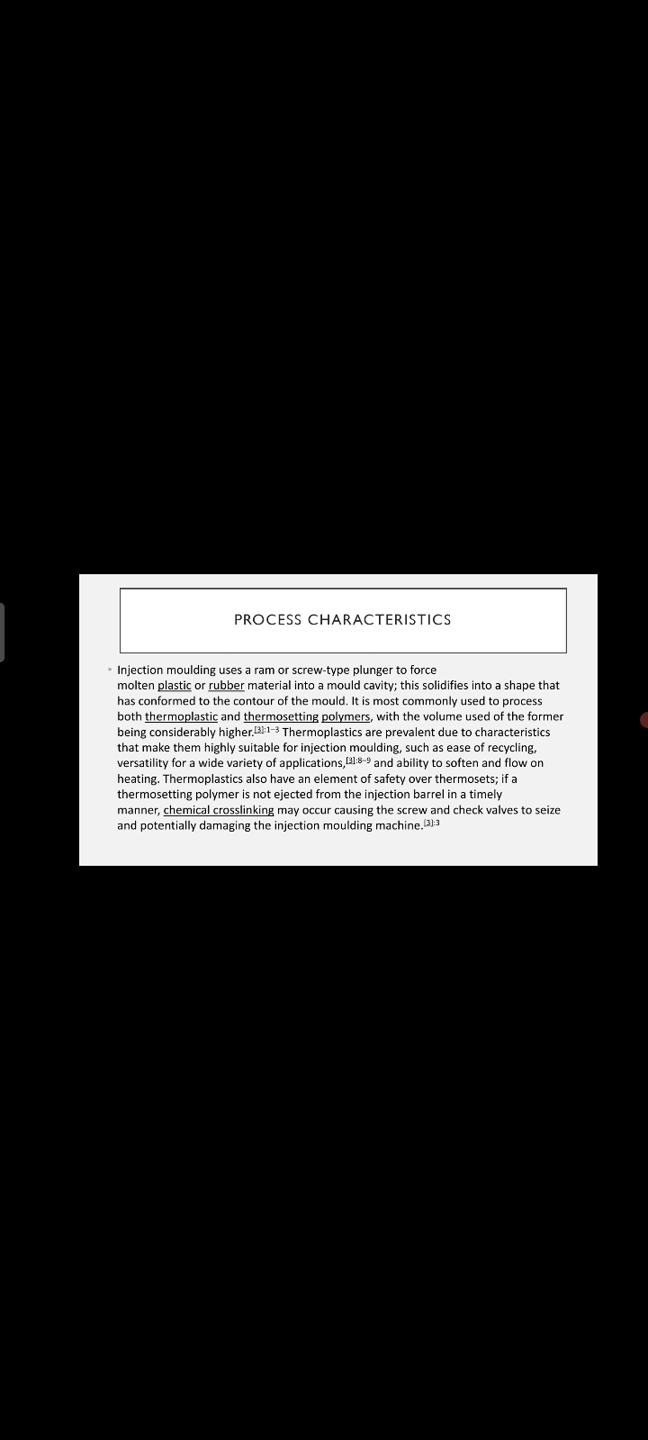 PROCESS CHARACTERISTICS
• Injection moulding uses a ram or screw-type plunger to force
molten plastic or rubber material into a mould cavity; this solidifies into a shape that
has conformed to the contour of the mould. It is most commonly used to process
both thermoplastic and thermosetting polymers, with the volume used of the former
being considerably higher.[3]:1–3 Thermoplastics are prevalent due to characteristics
that make them highly suitable for injection moulding, such as ease of recycling,
versatility for a wide variety of applications,[3]:8–9 and ability to soften and flow on
heating. Thermoplastics also have an element of safety over thermosets; if a
thermosetting polymer is not ejected from the injection barrel in a timely
manner, chemical crosslinking may occur causing the screw and check valves to seize
and potentially damaging the injection moulding machine.[3]:3